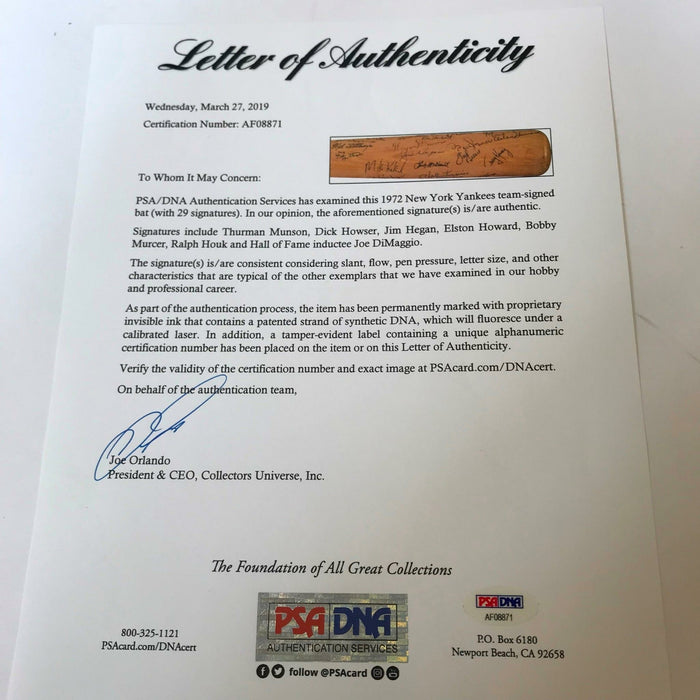 Letter of Authenticity
Wednesday, March 27, 2019
Certification Number: AF08871
To Whom It May Concern:
PSA/DNA Authentication Services has examined this 1972 New York Yankees team-signed
bat (with 29 signatures). In our opinion, the aforementioned signature(s) is/are authentic.
Signatures include Thurman Munson, Dick Howser, Jim Hegan, Elston Howard, Bobby
Murcer, Ralph Houk and Hall of Fame inductee Joe DiMaggio.
The signature(s) is/are consistent considering slant, flow, pen pressure, letter size, and other
characteristics that are typical of the other exemplars that we have examined in our hobby
and professional career.
As part of the authentication process, the item has been permanently marked with proprietary
invisible ink that contains a patented strand of synthetic DNA, which will fluoresce under a
calibrated laser. In addition, a tamper-evident label containing a unique alphanumeric
certification number has been placed on the item or on this Letter of Authenticity.
Verify the validity of the certification number and exact image at PSAcard.com/DNAcert.
On behalf of the authentication team,
Joe Orlando
President & CEO, Collectors Universe, Inc.
The Foundation of All Great Collections
800-325-1121
PSAcard.com/DNAcert
PSA DNA
AUTHENTICATION SERVICES
follow @PSAcard
PSA DNA
AF08871
P.O. Box 6180
Newport Beach, CA 92658